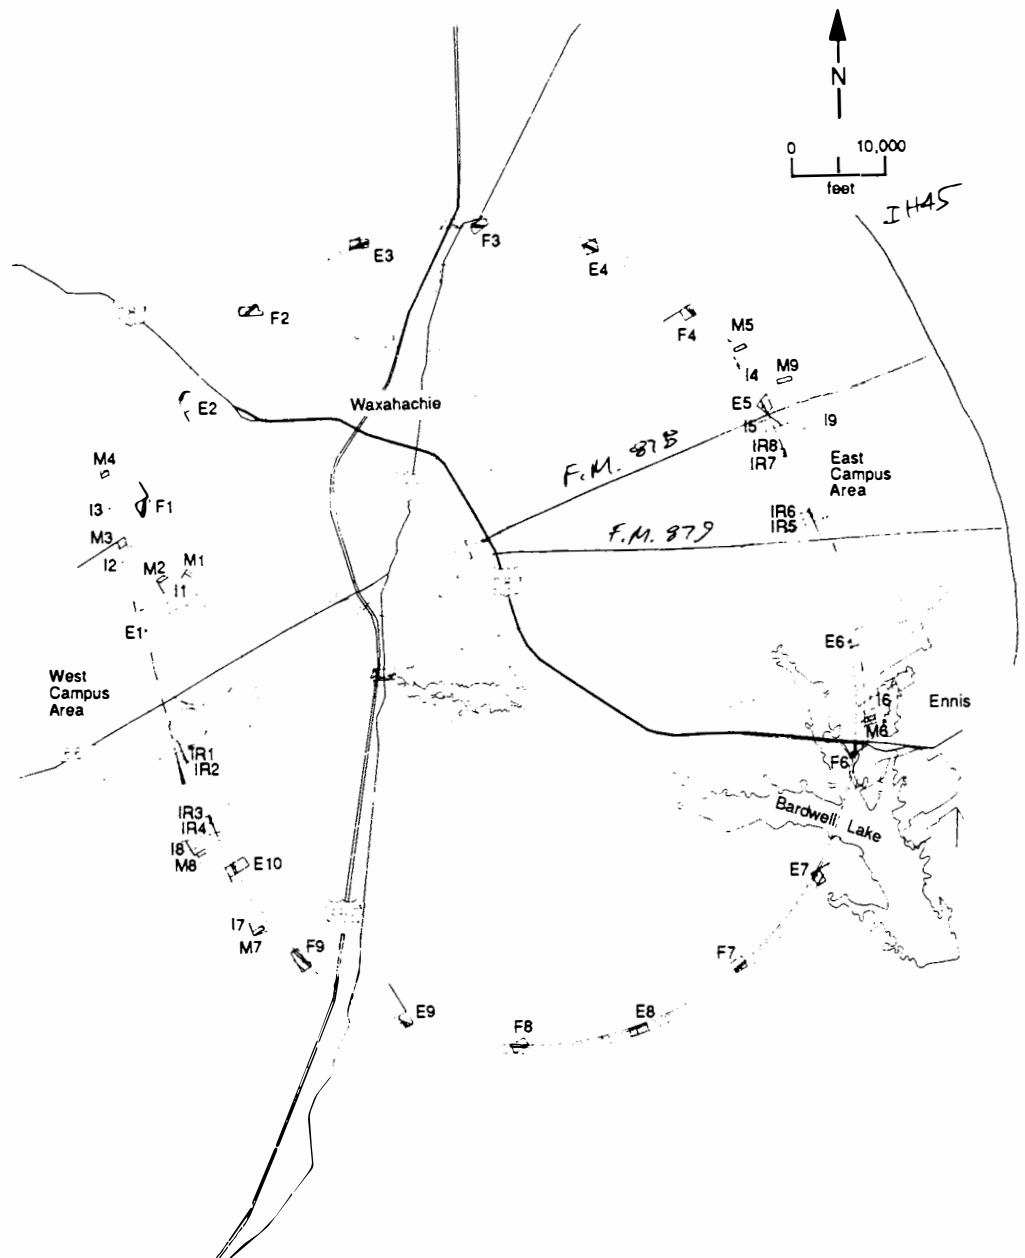 N
0 10,000
feet
IH45
F3
E3
E4
F2
F4
M5
M9
I4
E2
Waxahachie
E5
I5
I9
F.M. 878
IR8
IR7
East
Campus
Area
M4
F1
I3
IR6
IR5
F.M. 879
M3
I2
M2
M1
I1
E1
E6
West
Campus
Area
I6
Ennis
M6
F6
IR1
IR2
Bardwell Lake
IR3
IR4
I8
M8
E10
E7
I7
M7
F9
F7
E9
F8
E8